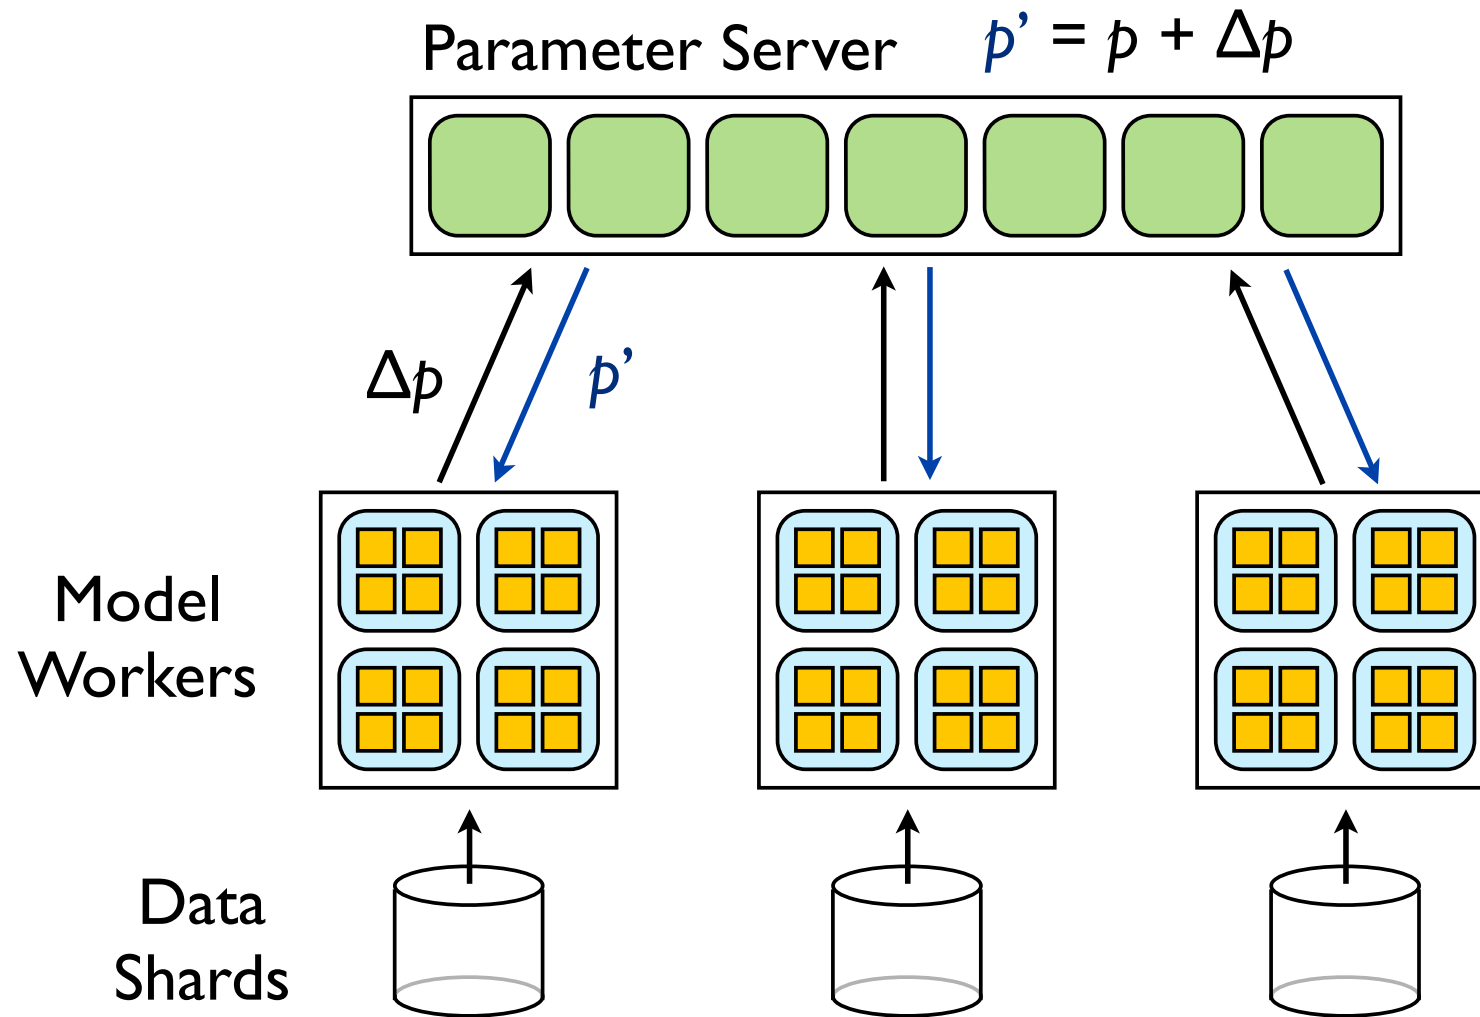 Parameter Server
p’ = p + Δp
Δp
p’
Model
Workers
Data
Shards